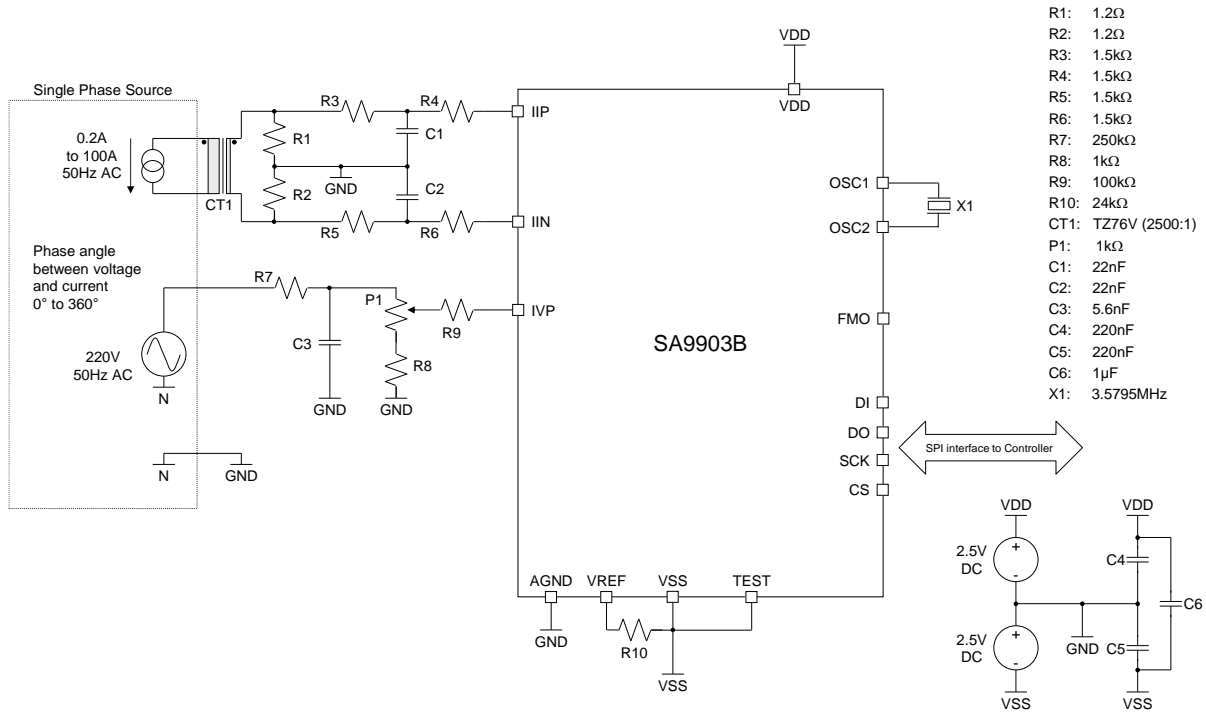 R1: 1.2Ω
R2: 1.2Ω
R3: 1.5kΩ
R4: 1.5kΩ
R5: 1.5kΩ
R6: 1.5kΩ
R7: 250kΩ
R8: 1kΩ
R9: 100kΩ
R10: 24kΩ
CT1: TZ76V (2500:1)
P1: 1kΩ
C1: 22nF
C2: 22nF
C3: 5.6nF
C4: 220nF
C5: 220nF
C6: 1µF
X1: 3.5795MHz
VDD
VDD
Single Phase Source
0.2A
to 100A
50Hz AC
CT1
R3
R4
R1
C1
GND
R2
C2
R5
R6
IIP
IIN
IVP
OSC1
OSC2
X1
Phase angle
between voltage
and current
0° to 360°
R7
P1
R9
C3
R8
220V
50Hz AC
N
GND
GND
N
GND
SA9903B
FMO
DI
DO
SCK
CS
SPI interface to Controller
AGND
VREF
VSS
TEST
GND
R10
VSS
VDD
VDD
2.5V
DC
+
-
C4
C6
GND
2.5V
DC
+
-
C5
VSS
VSS